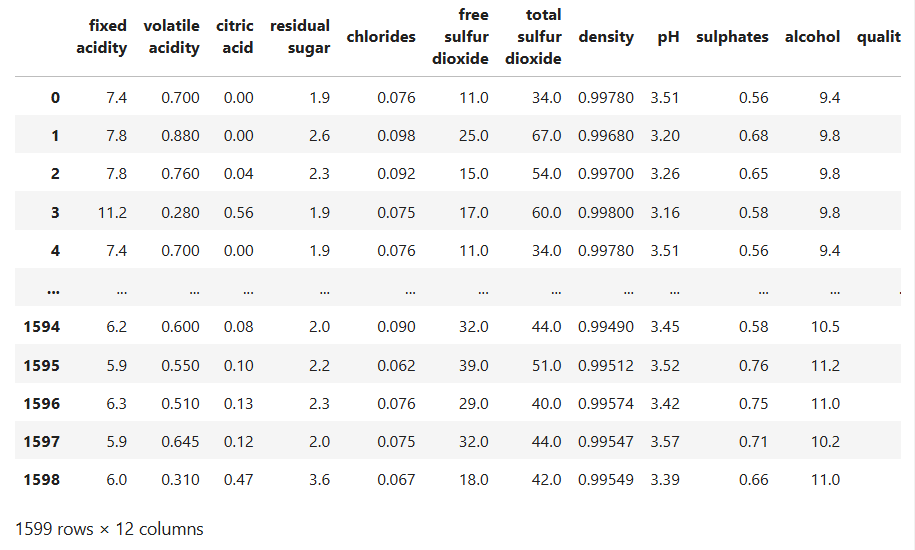 fixed acidity volatile acidity citric acid residual sugar chlorides free sulfur dioxide total sulfur dioxide density pH sulphates alcohol qualit
0 7.4 0.700 0.00 1.9 0.076 11.0 34.0 0.99780 3.51 0.56 9.4
1 7.8 0.880 0.00 2.6 0.098 25.0 67.0 0.99680 3.20 0.68 9.8
2 7.8 0.760 0.04 2.3 0.092 15.0 54.0 0.99700 3.26 0.65 9.8
3 11.2 0.280 0.56 1.9 0.075 17.0 60.0 0.99800 3.16 0.58 9.8
4 7.4 0.700 0.00 1.9 0.076 11.0 34.0 0.99780 3.51 0.56 9.4
... ... ... ... ... ... ... ... ... ... ... ...
1594 6.2 0.600 0.08 2.0 0.090 32.0 44.0 0.99490 3.45 0.58 10.5
1595 5.9 0.550 0.10 2.2 0.062 39.0 51.0 0.99512 3.52 0.76 11.2
1596 6.3 0.510 0.13 2.3 0.076 29.0 40.0 0.99574 3.42 0.75 11.0
1597 5.9 0.645 0.12 2.0 0.075 32.0 44.0 0.99547 3.57 0.71 10.2
1598 6.0 0.310 0.47 3.6 0.067 18.0 42.0 0.99549 3.39 0.66 11.0
1599 rows × 12 columns